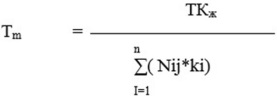 ТКж
Tm =
n
∑( Nij*ki)
I=1